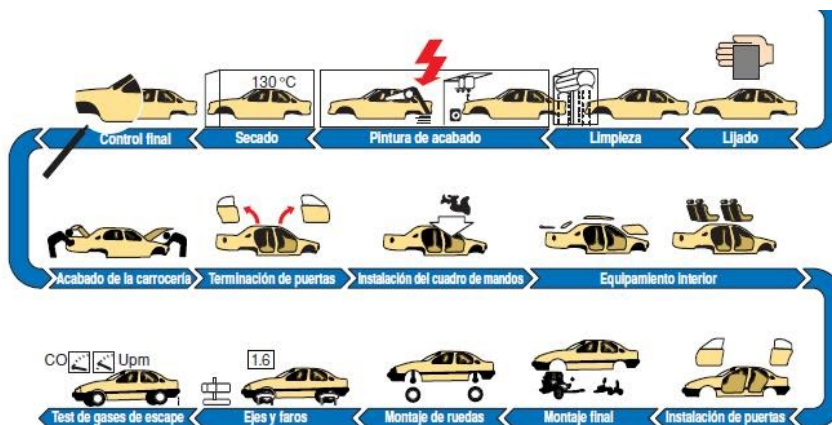 130 °C
Control final
Secado
Pintura de acabado
Limpieza
Lijado
Acabado de la carrocería
Terminación de puertas
Instalación del cuadro de mandos
Equipamiento interior
CO
Upm
1.6
Test de gases de escape
Ejes y faros
Montaje de ruedas
Montaje final
Instalación de puertas